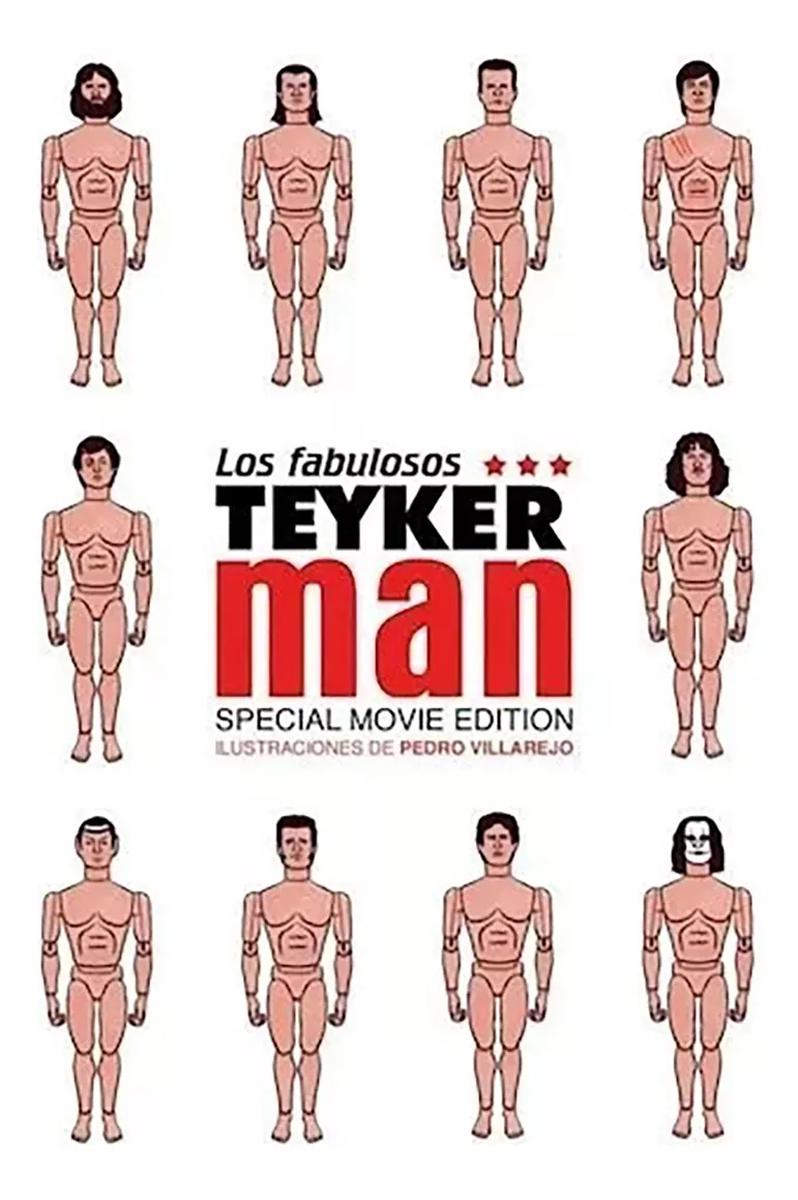 Los fabulosos
TEYKER
man
SPECIAL MOVIE EDITION
ILUSTRACIONES DE PEDRO VILLAREJO